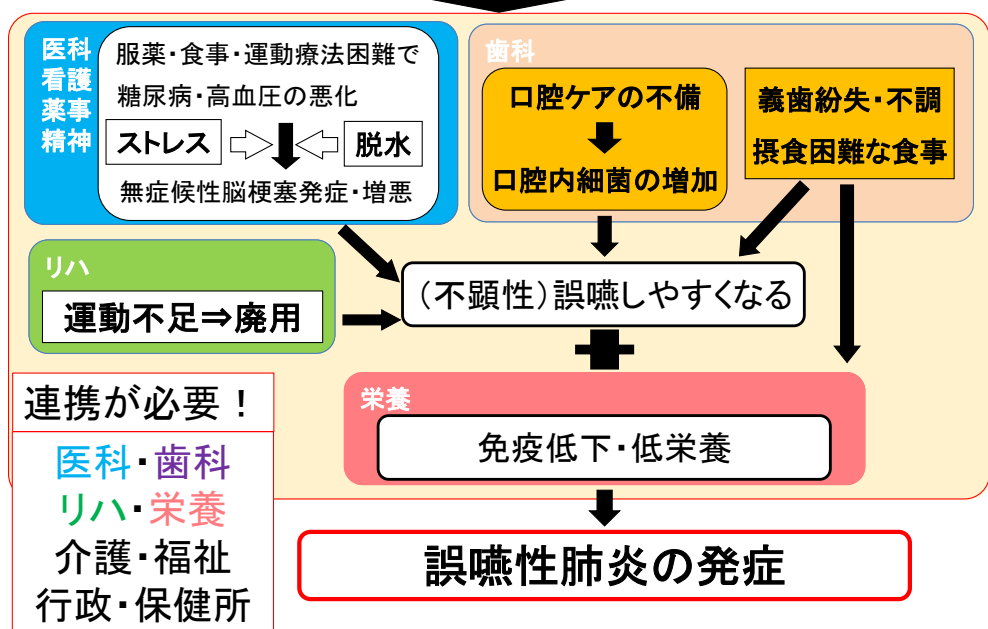 医科
看護
薬事
精神
服薬・食事・運動療法困難で
糖尿病・高血圧の悪化
ストレス
脱水
無症候性脳梗塞発症・増悪
歯科
口腔ケアの不備
口腔内細菌の増加
義歯紛失・不調
摂食困難な食事
リハ
運動不足⇒廃用
（不顕性）誤嚥しやすくなる
栄養
免疫低下・低栄養
連携が必要！
医科・歯科
リハ・栄養
介護・福祉
行政・保健所
誤嚥性肺炎の発症